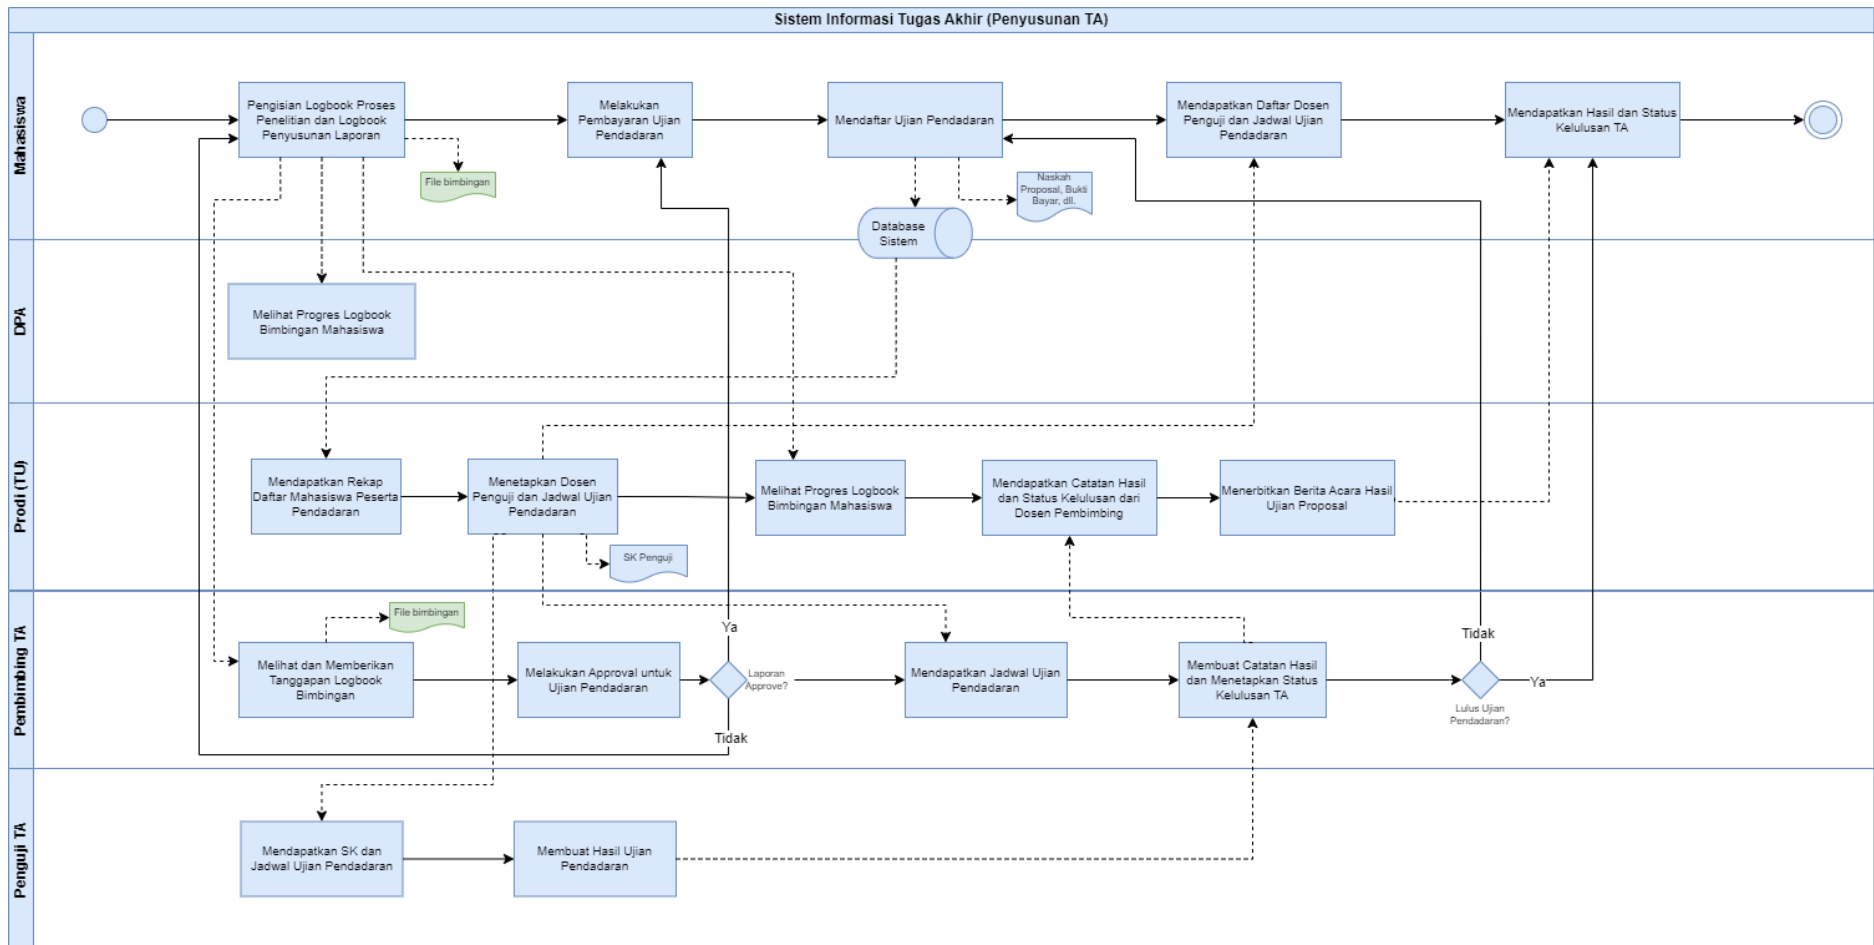 Sistem Informasi Tugas Akhir (Penyusunan TA)
Mahasiswa
Pengisian Logbook Proses
Penelitian dan Logbook
Penyusunan Laporan
File bimbingan
Melakukan
Pembayaran Ujian
Pendadaran
Mendaftar Ujian Pendadaran
Naskah
Proposal, Bukti
Bayar, dll.
Database
Sistem
Mendapatkan Daftar Dosen
Penguji dan Jadwal Ujian
Pendadaran
Mendapatkan Hasil dan Status
Kelulusan TA
DPA
Melihat Progres Logbook
Bimbingan Mahasiswa
Prodi (TU)
Mendapatkan Rekap
Daftar Mahasiswa Peserta
Pendadaran
Menetapkan Dosen
Penguji dan Jadwal Ujian
Pendadaran
SK Penguji
Melihat Progres Logbook
Bimbingan Mahasiswa
Mendapatkan Catatan Hasil
dan Status Kelulusan dari
Dosen Pembimbing
Menerbitkan Berita Acara Hasil
Ujian Proposal
Pembimbing TA
File bimbingan
Melihat dan Memberikan
Tanggapan Logbook
Bimbingan
Melakukan Approval untuk
Ujian Pendadaran
Ya
Laporan
Approve?
Tidak
Mendapatkan Jadwal Ujian
Pendadaran
Membuat Catatan Hasil
dan Menetapkan Status
Kelulusan TA
Tidak
Ya
Lulus Ujian
Pendadaran?
Penguji TA
Mendapatkan SK dan
Jadwal Ujian Pendadaran
Membuat Hasil Ujian
Pendadaran